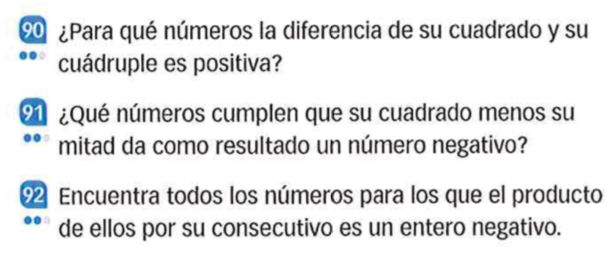 90 ¿Para qué números la diferencia de su cuadrado y su
cuádruple es positiva?
91 ¿Qué números cumplen que su cuadrado menos su
mitad da como resultado un número negativo?
92 Encuentra todos los números para los que el producto
de ellos por su consecutivo es un entero negativo.